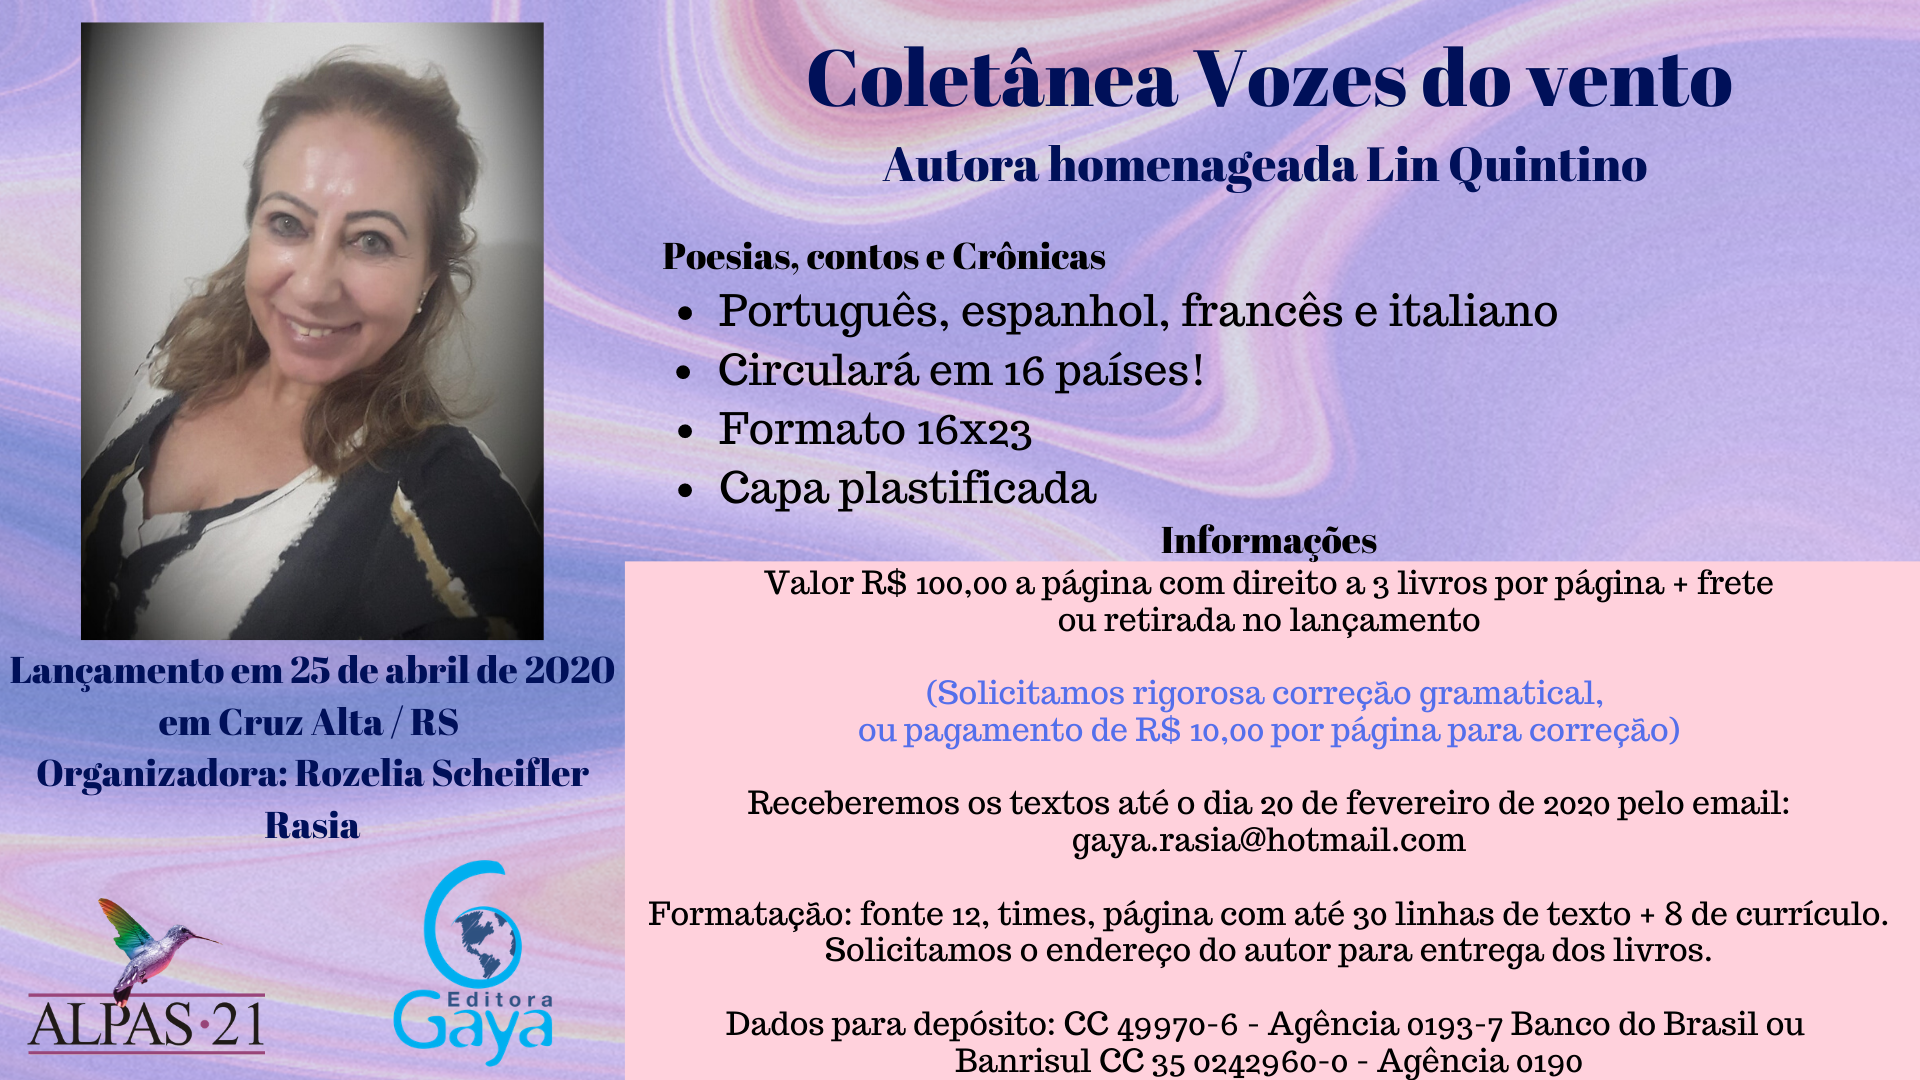 Coletânea Vozes do vento
Autora homenageada Lin Quintino
Poesias, contos e Crônicas
• Português, espanhol, francês e italiano
• Circulará em 16 países!
• Formato 16x23
• Capa plastificada
Informações
Valor R$ 100,00 a página com direito a 3 livros por página + frete
ou retirada no lançamento
(Solicitamos rigorosa correção gramatical,
ou pagamento de R$ 10,00 por página para correção)
Receberemos os textos até o dia 20 de fevereiro de 2020 pelo email:
gaya.rasia@hotmail.com
Formatação: fonte 12, times, página com até 30 linhas de texto + 8 de currículo.
Solicitamos o endereço do autor para entrega dos livros.
Dados para depósito: CC 49970-6 - Agência 0193-7 Banco do Brasil ou
Banrisul CC 35 0242960-0 - Agência 0190
Lançamento em 25 de abril de 2020
em Cruz Alta / RS
Organizadora: Rozelia Scheifler
Rasia
ALPAS·21
Editora
Gaya